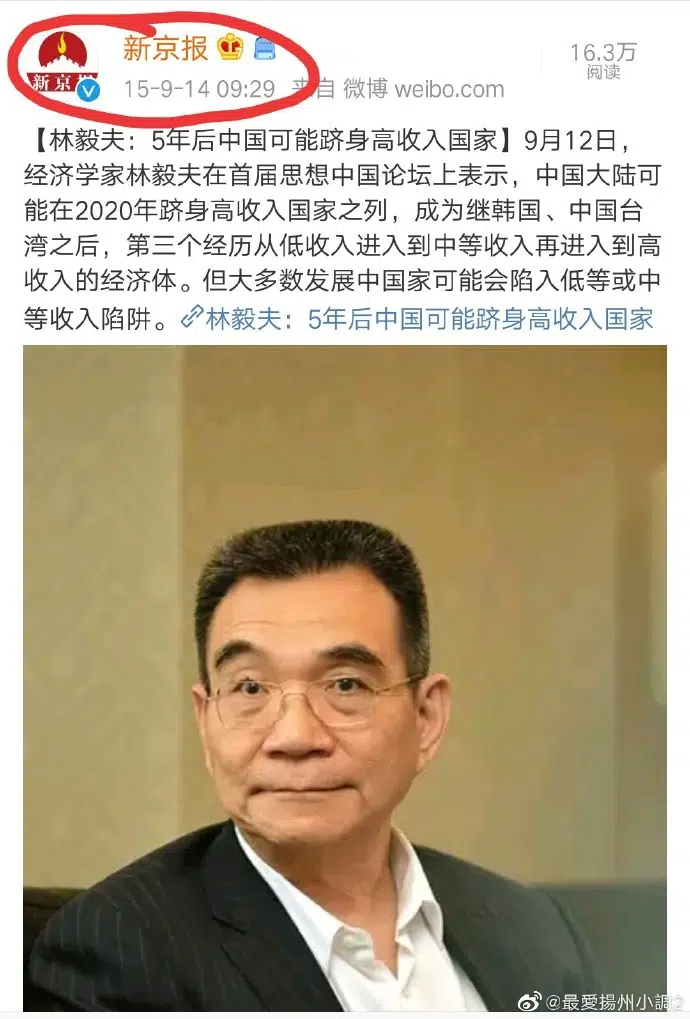 新京报
新京报
16.3万
阅读
15-9-14 09:29 来自 微博 weibo.com
【林毅夫：5年后中国可能跻身高收入国家】9月12日，
经济学家林毅夫在首届思想中国论坛上表示，中国大陆可
能在2020年跻身高收入国家之列，成为继韩国、中国台
湾之后，第三个经历从低收入进入到中等收入再进入到高
收入的经济体。但大多数发展中国家可能会陷入低等或中
等收入陷阱。林毅夫：5年后中国可能跻身高收入国家
@最愛揚州小調2